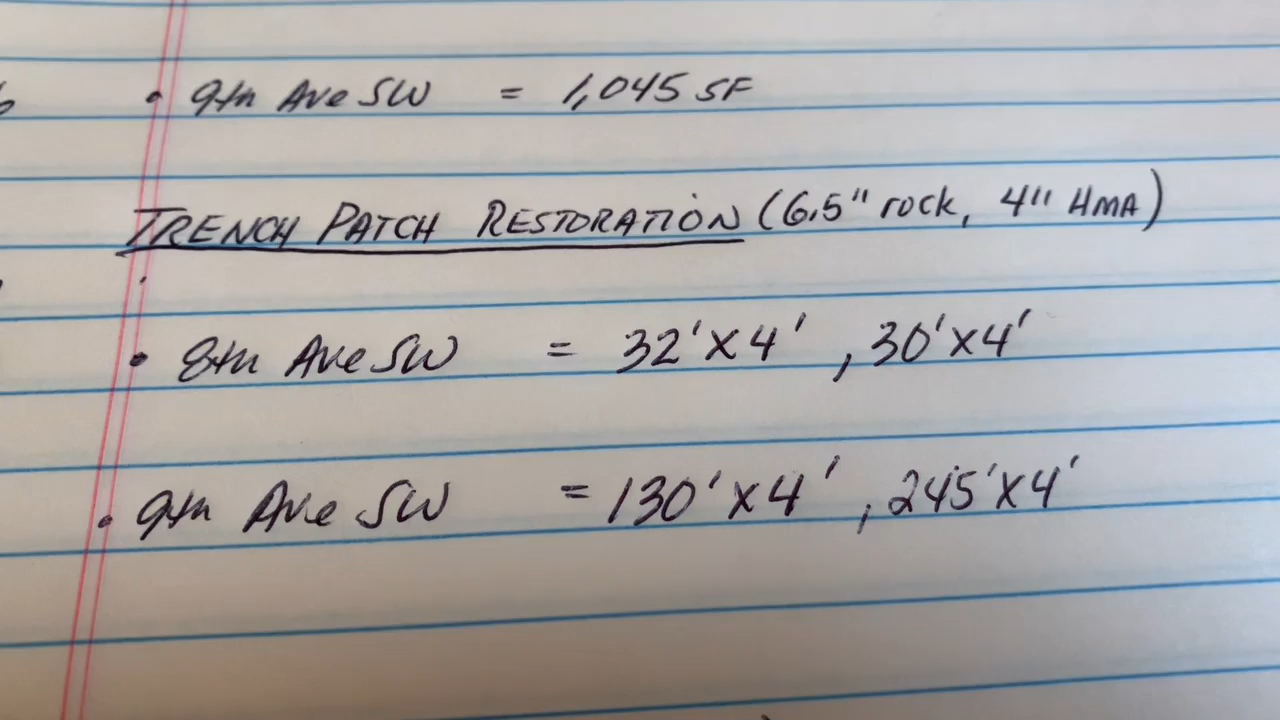 • 9th Ave SW = 1,045 SF
TRENCH PATCH RESTORATION (6.5" rock, 4" HMA)
• 8th Ave SW = 32'x4', 30'x4'
• 9th Ave SW = 130'x4', 245'x4'